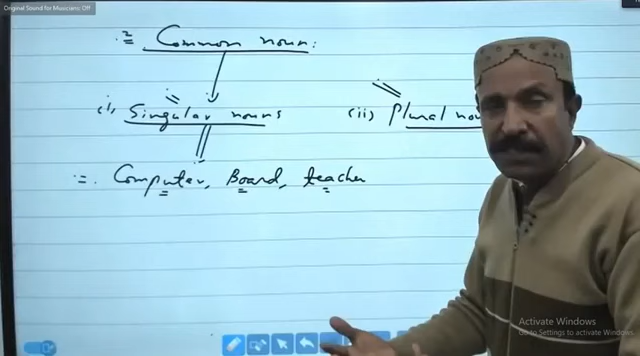 Original Sound for Musicians: Off
Common noun:
(i) Singular nouns
(ii) Plural
Computer, Board, teacher
Activate Windows
Go to Settings to activate Windows.